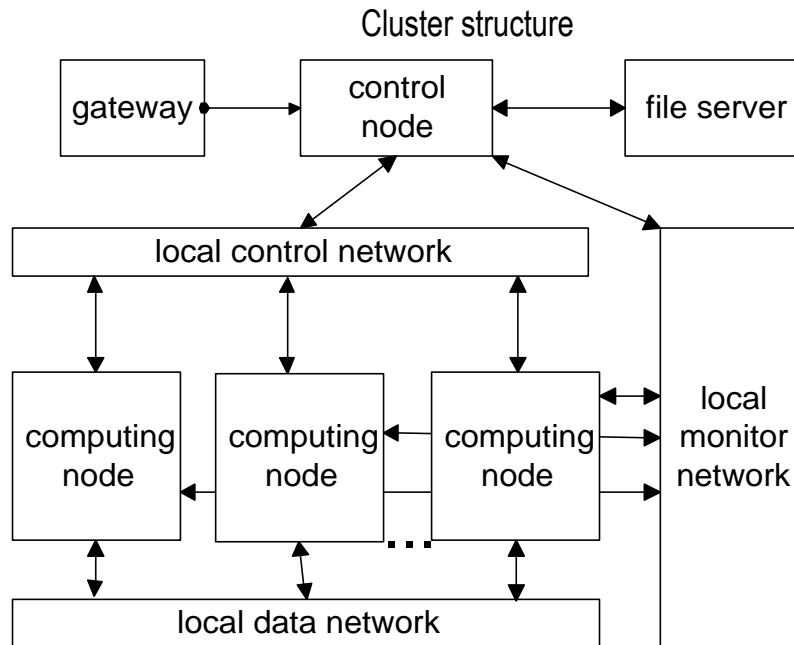 Cluster structure
gateway
control
node
file server
local control network
computing
node
computing
node
computing
node
local
monitor
network
...
local data network